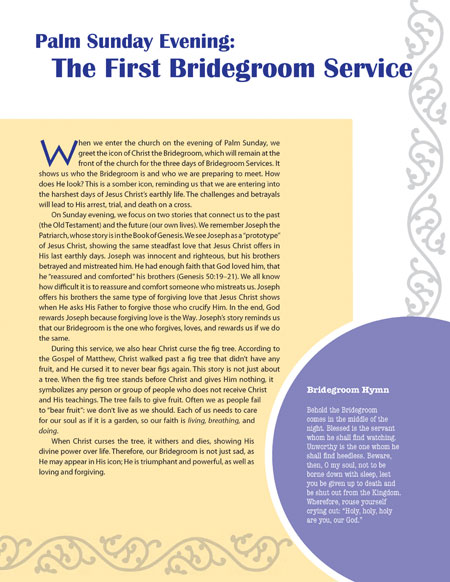 Palm Sunday Evening:
The First Bridegroom Service
When we enter the church on the evening of Palm Sunday, we
greet the icon of Christ the Bridegroom, which will remain at the
front of the church for the three days of Bridegroom Services. It
shows us who the Bridegroom is and who we are preparing to meet. How
does He look? This is a somber icon, reminding us that we are entering into
the harshest days of Jesus Christ's earthly life. The challenges and betrayals
will lead to His arrest, trial, and death on a cross.
On Sunday evening, we focus on two stories that connect us to the past
(the Old Testament) and the future (our own lives). We remember Joseph the
Patriarch, whose story is in the Book of Genesis. We see Joseph as a "prototype"
of Jesus Christ, showing the same steadfast love that Jesus Christ offers in
His last earthly days. Joseph was innocent and righteous, but his brothers
betrayed and mistreated him. He had enough faith that God loved him, that
he "reassured and comforted" his brothers (Genesis 50:19–21). We all know
how difficult it is to reassure and comfort someone who mistreats us. Joseph
offers his brothers the same type of forgiving love that Jesus Christ shows
when He asks His Father to forgive those who crucify Him. In the end, God
rewards Joseph because forgiving love is the Way. Joseph's story reminds us
that our Bridegroom is the one who forgives, loves, and rewards us if we do
the same.
During this service, we also hear Christ curse the fig tree. According to
the Gospel of Matthew, Christ walked past a fig tree that didn't have any
fruit, and He cursed it to never bear figs again. This story is not just about
a tree. When the fig tree stands before Christ and gives Him nothing, it
symbolizes any person or group of people who does not receive Christ
and His teachings. The tree fails to give fruit. Often we as people fail
to "bear fruit": we don't live as we should. Each of us needs to care
for our soul as if it is a garden, so our faith is living, breathing, and
doing.
When Christ curses the tree, it withers and dies, showing His
divine power over life. Therefore, our Bridegroom is not just sad, as
He may appear in His icon; He is triumphant and powerful, as well as
loving and forgiving.
Bridegroom Hymn
Behold the Bridegroom
comes in the middle of the
night. Blessed is the servant
whom he shall find watching.
Unworthy is the one whom he
shall find heedless. Beware,
then, O my soul, not to be
borne down with sleep, lest
you be given up to death and
be shut out from the Kingdom.
Wherefore, rouse yourself
crying out: "Holy, holy, holy
are you, our God."